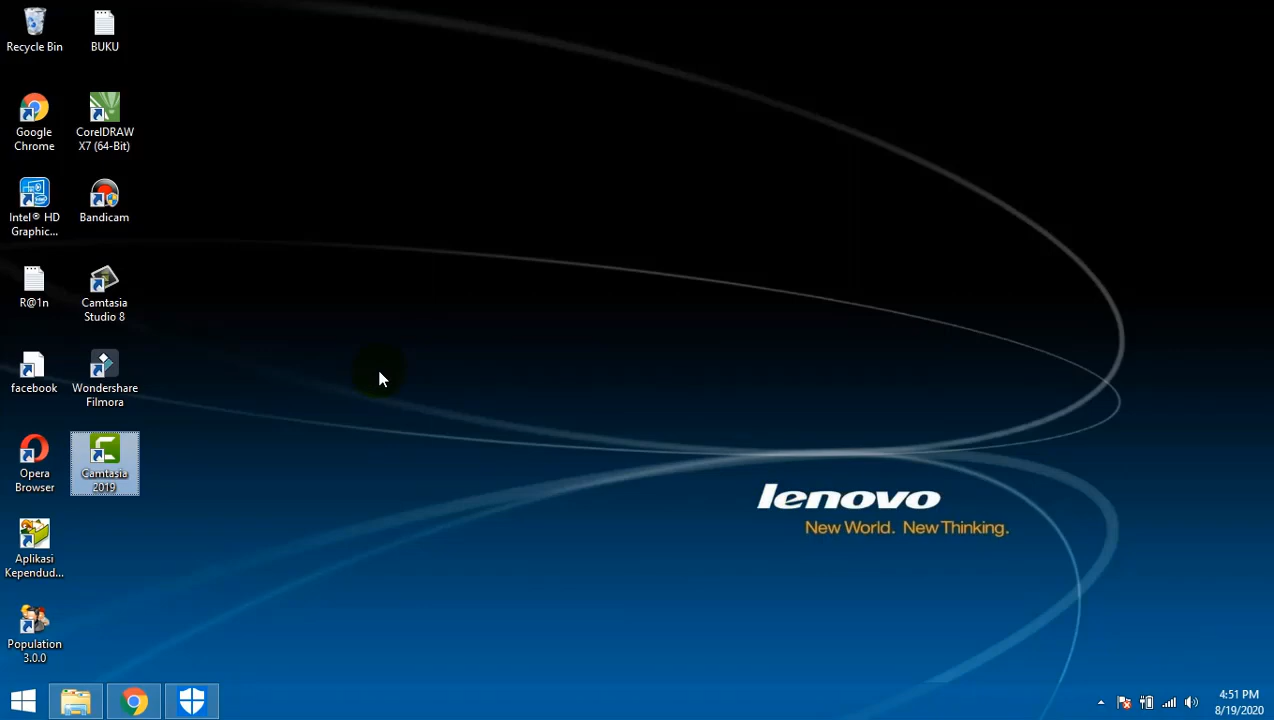 Recycle Bin
BUKU
Google
Chrome
CorelDRAW
X7 (64-Bit)
Intel® HD
Graphic...
Bandicam
R@1n
Camtasia
Studio 8
facebook
Wondershare
Filmora
Opera
Browser
Camtasia
2019
Aplikasi
Kependud...
Population
3.0.0
lenovo
New World. New Thinking.
4:51 PM
8/19/2020